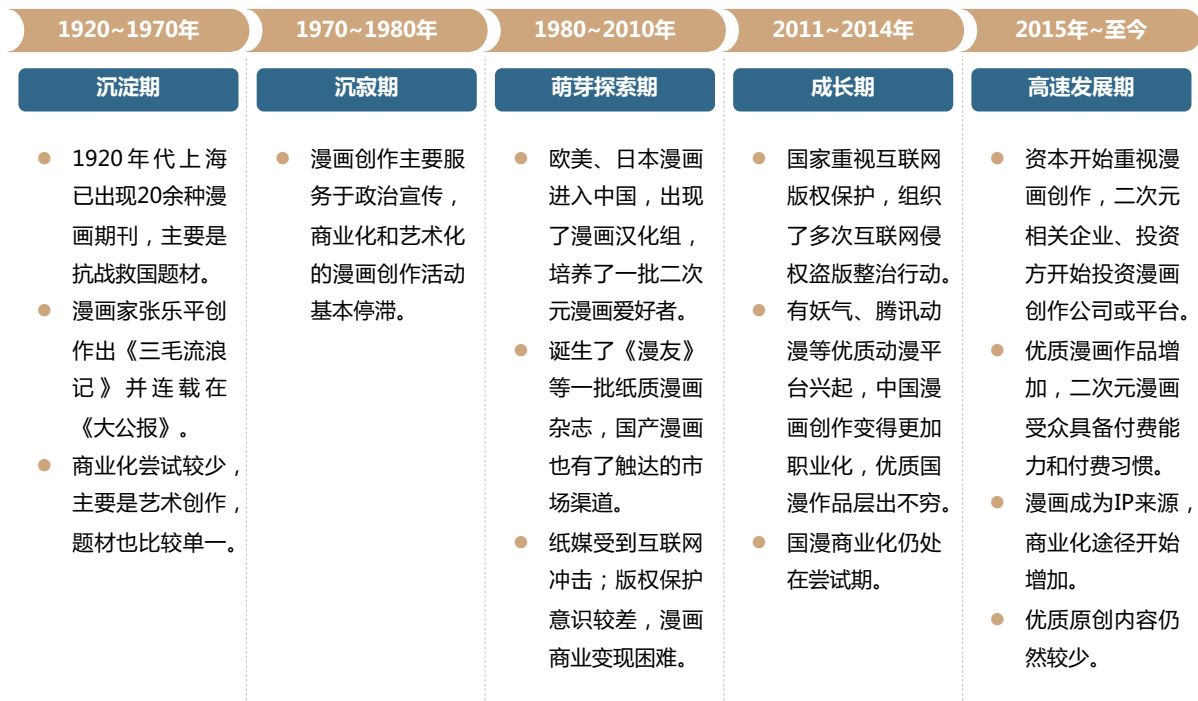 1920~1970年
1970~1980年
1980~2010年
2011~2014年
2015年~至今
沉淀期
沉寂期
萌芽探索期
成长期
高速发展期
1920年代上海
已出现20余种漫
画期刊，主要是
抗战救国题材。
漫画家张乐平创
作出《三毛流浪
记》并连载在
《大公报》。
商业化尝试较少，
主要是艺术创作，
题材也比较单一。
漫画创作主要服
务于政治宣传，
商业化和艺术化
的漫画创作活动
基本停滞。
欧美、日本漫画
进入中国，出现
了漫画汉化组，
培养了一批二次
元漫画爱好者。
诞生了《漫友》
等一批纸质漫画
杂志，国产漫画
也有了触达的市
场渠道。
纸媒受到互联网
冲击；版权保护
意识较差，漫画
商业变现困难。
国家重视互联网
版权保护，组织
了多次互联网侵
权盗版整治行动。
有妖气、腾讯动
漫等优质动漫平
台兴起，中国漫
画创作变得更加
职业化，优质国
漫作品层出不穷。
国漫商业化仍处
在尝试期。
资本开始重视漫
画创作，二次元
相关企业、投资
方开始投资漫画
创作公司或平台。
优质漫画作品增
加，二次元漫画
受众具备付费能
力和付费习惯。
漫画成为IP来源，
商业化途径开始
增加。
优质原创内容仍
然较少。